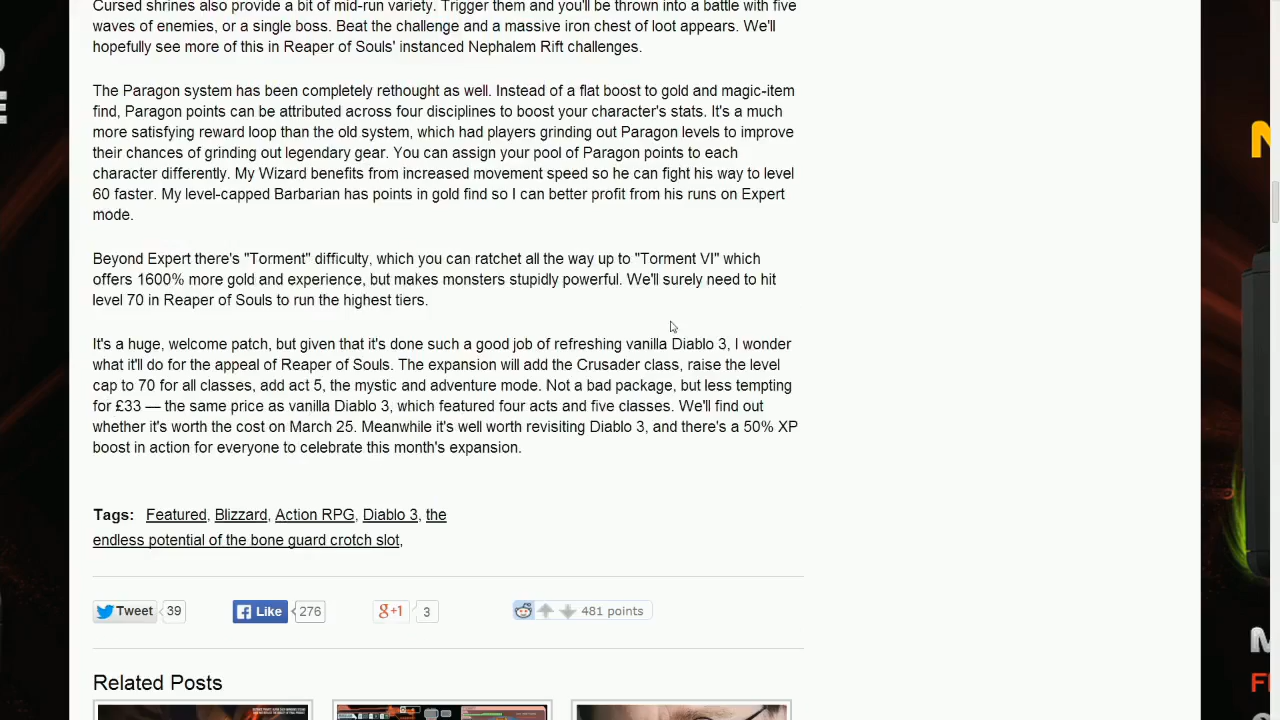 Cursed shrines also provide a bit of mid-run variety. Trigger them and you'll be thrown into a battle with five
waves of enemies, or a single boss. Beat the challenge and a massive iron chest of loot appears. We'll
hopefully see more of this in Reaper of Souls' instanced Nephalem Rift challenges.
The Paragon system has been completely rethought as well. Instead of a flat boost to gold and magic-item
find, Paragon points can be attributed across four disciplines to boost your character's stats. It's a much
more satisfying reward loop than the old system, which had players grinding out Paragon levels to improve
their chances of grinding out legendary gear. You can assign your pool of Paragon points to each
character differently. My Wizard benefits from increased movement speed so he can fight his way to level
60 faster. My level-capped Barbarian has points in gold find so I can better profit from his runs on Expert
mode.
Beyond Expert there's "Torment" difficulty, which you can ratchet all the way up to "Torment VI" which
offers 1600% more gold and experience, but makes monsters stupidly powerful. We'll surely need to hit
level 70 in Reaper of Souls to run the highest tiers.
It's a huge, welcome patch, but given that it's done such a good job of refreshing vanilla Diablo 3, I wonder
what it'll do for the appeal of Reaper of Souls. The expansion will add the Crusader class, raise the level
cap to 70 for all classes, add act 5, the mystic and adventure mode. Not a bad package, but less tempting
for £33 — the same price as vanilla Diablo 3, which featured four acts and five classes. We'll find out
whether it's worth the cost on March 25. Meanwhile it's well worth revisiting Diablo 3, and there's a 50% XP
boost in action for everyone to celebrate this month's expansion.
Tags: Featured, Blizzard, Action RPG, Diablo 3, the
endless potential of the bone guard crotch slot,
Tweet 39 Like 276 g+1 3 481 points
Related Posts